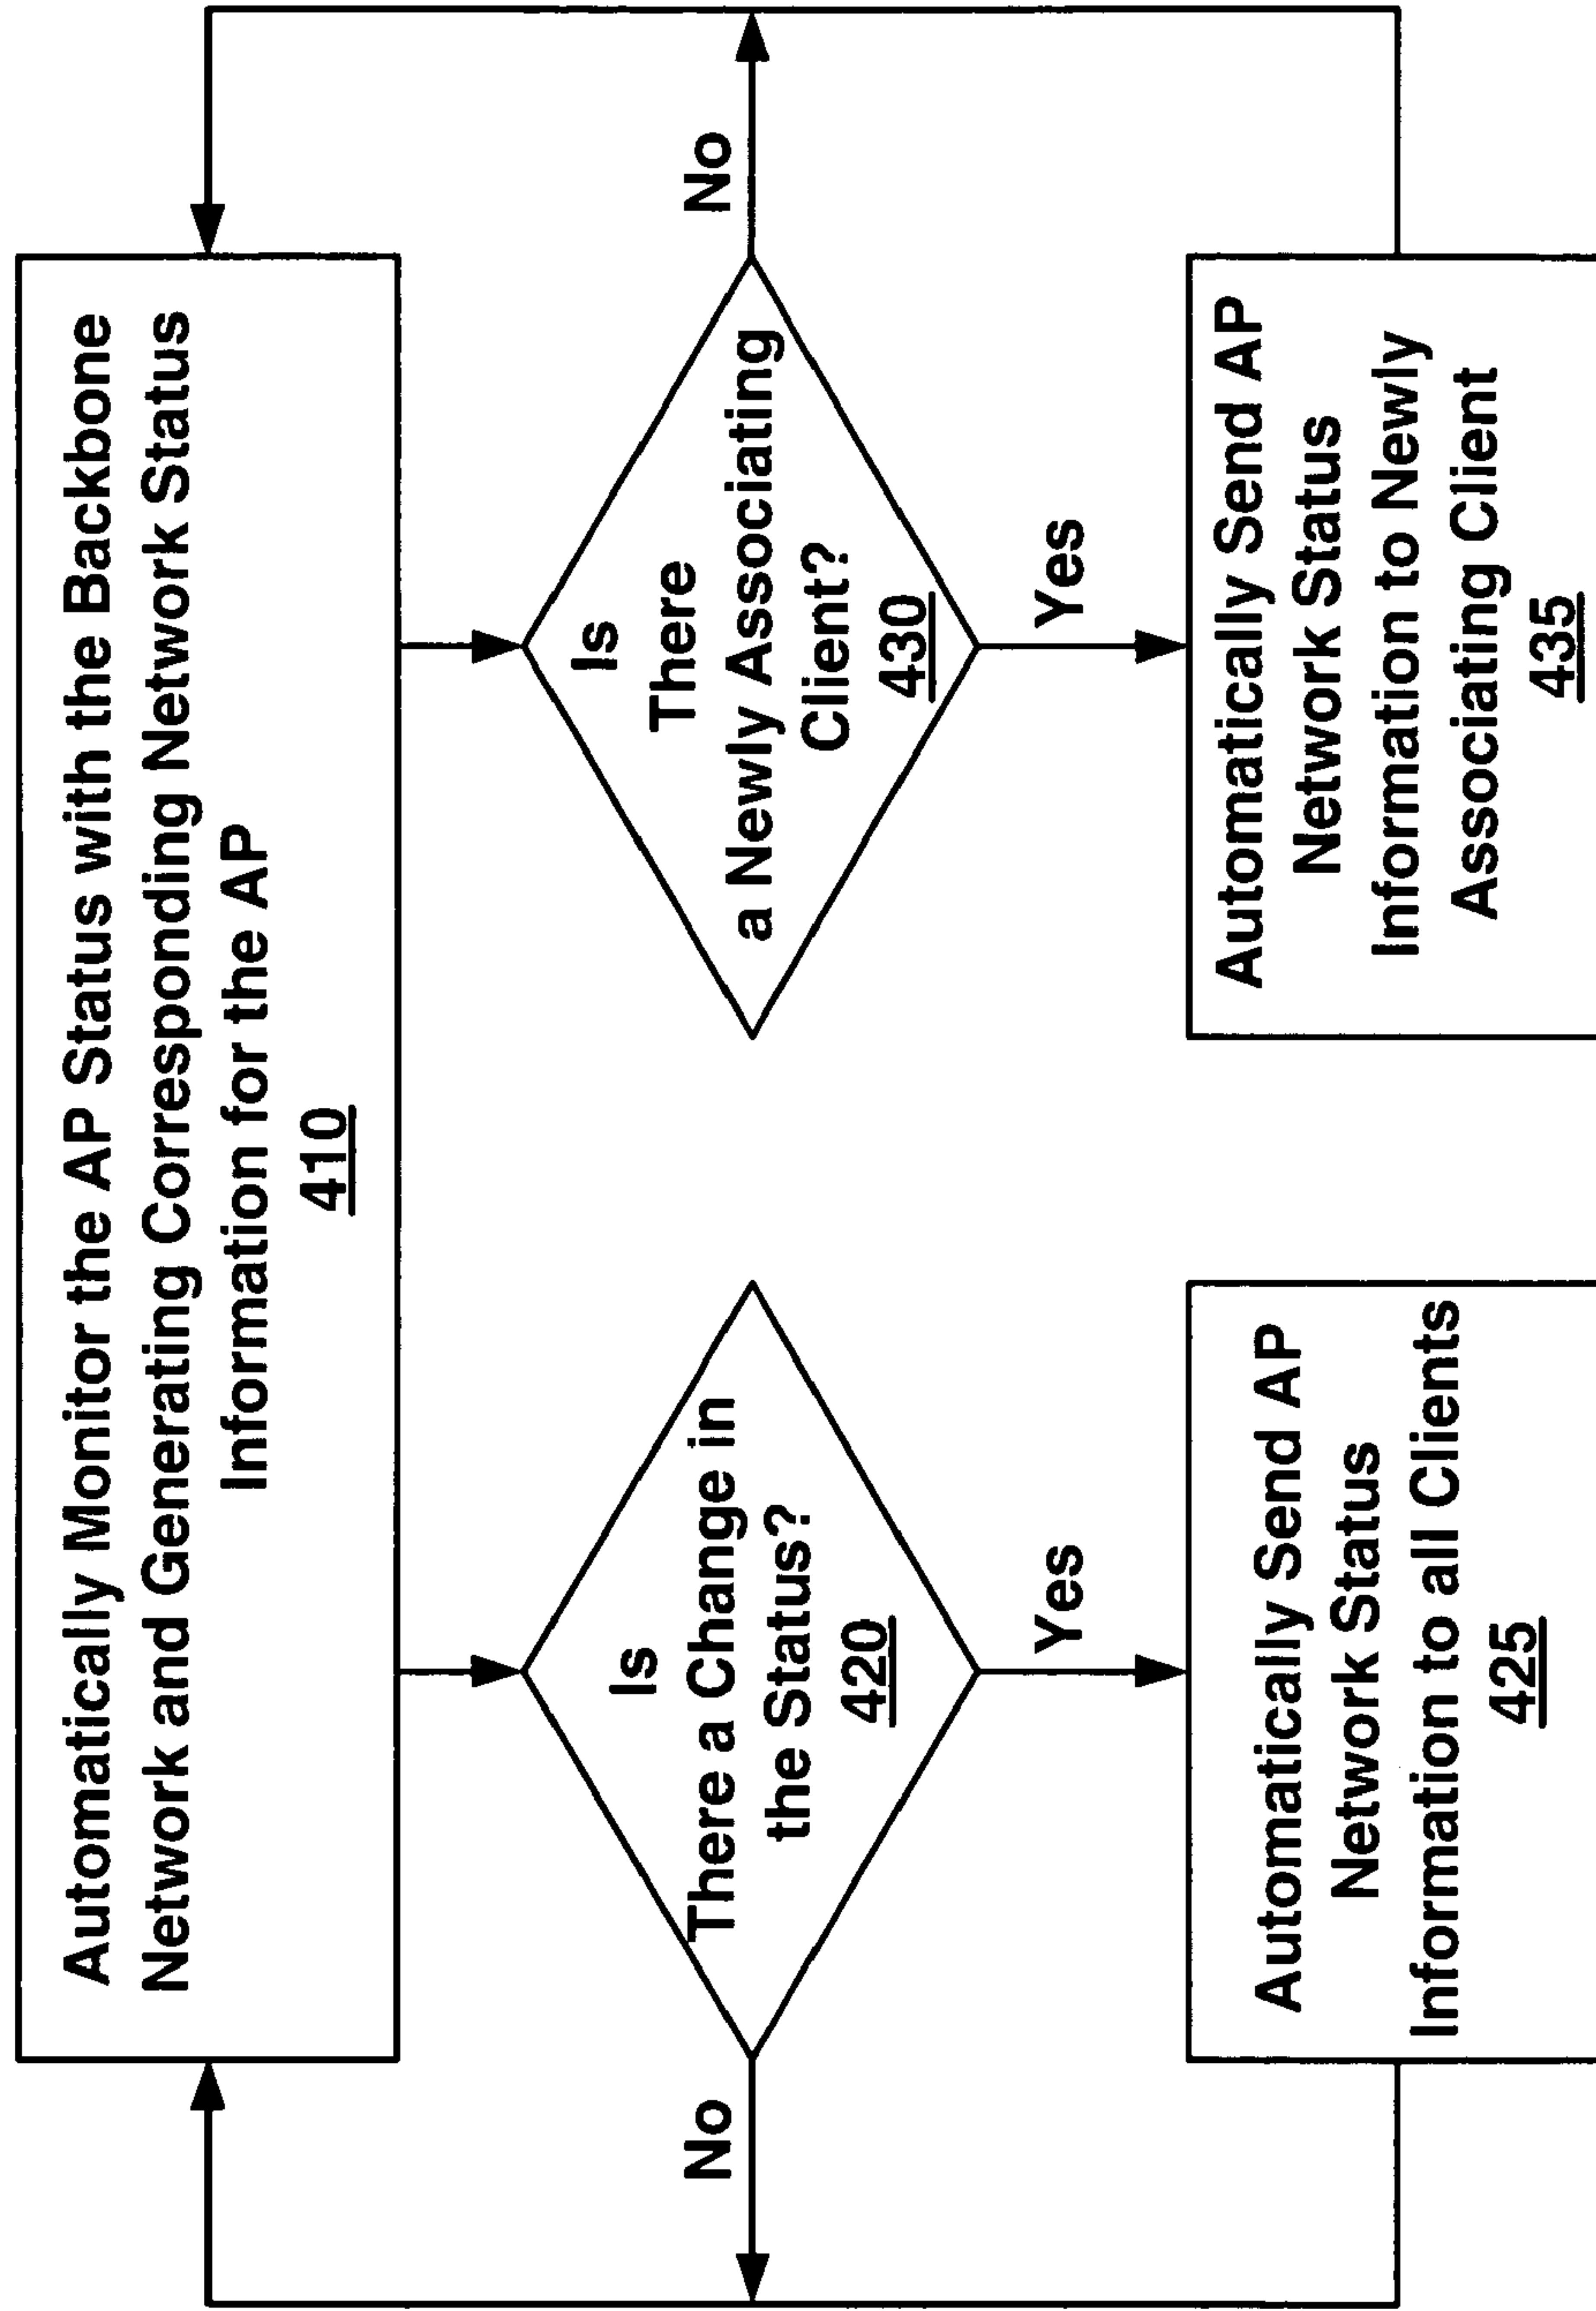 Automatically Monitor the AP Status with the Backbone
Network and Generating Corresponding Network Status
Information for the AP
410
Is
There a Change in
the Status?
420
No
Yes
Automatically Send AP
Network Status
Information to all Clients
425
Is
There
a Newly Associating
Client?
430
No
Yes
Automatically Send AP
Network Status
Information to Newly
Associating Client
435